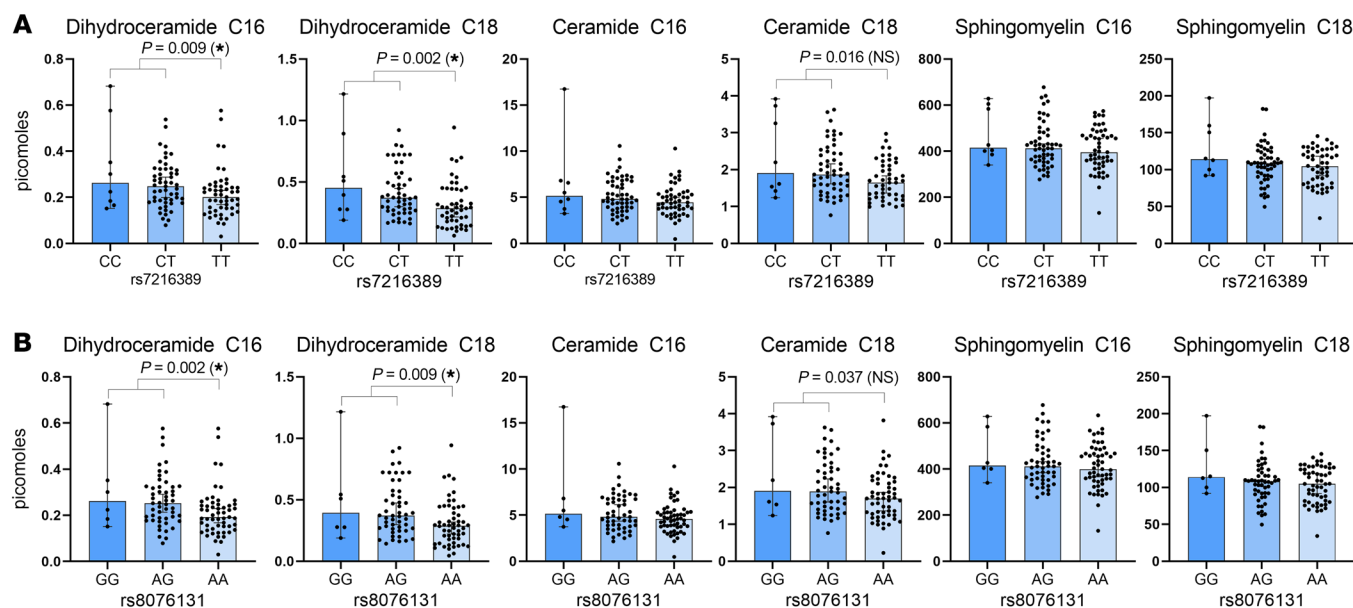 A
Dihydroceramide C16
P = 0.009 (*)
picomoles
0.8
0.6
0.4
0.2
0.0
CC CT TT
rs7216389
Dihydroceramide C18
P = 0.002 (*)
1.5
1.0
0.5
0.0
CC CT TT
rs7216389
Ceramide C16
20
15
10
5
0
CC CT TT
rs7216389
Ceramide C18
P = 0.016 (NS)
5
4
3
2
1
0
CC CT TT
rs7216389
Sphingomyelin C16
800
600
400
200
0
CC CT TT
rs7216389
Sphingomyelin C18
250
200
150
100
50
0
CC CT TT
rs7216389
B
Dihydroceramide C16
P = 0.002 (*)
picomoles
0.8
0.6
0.4
0.2
0.0
GG AG AA
rs8076131
Dihydroceramide C18
P = 0.009 (*)
1.5
1.0
0.5
0.0
GG AG AA
rs8076131
Ceramide C16
20
15
10
5
0
GG AG AA
rs8076131
Ceramide C18
P = 0.037 (NS)
5
4
3
2
1
0
GG AG AA
rs8076131
Sphingomyelin C16
800
600
400
200
0
GG AG AA
rs8076131
Sphingomyelin C18
250
200
150
100
50
0
GG AG AA
rs8076131